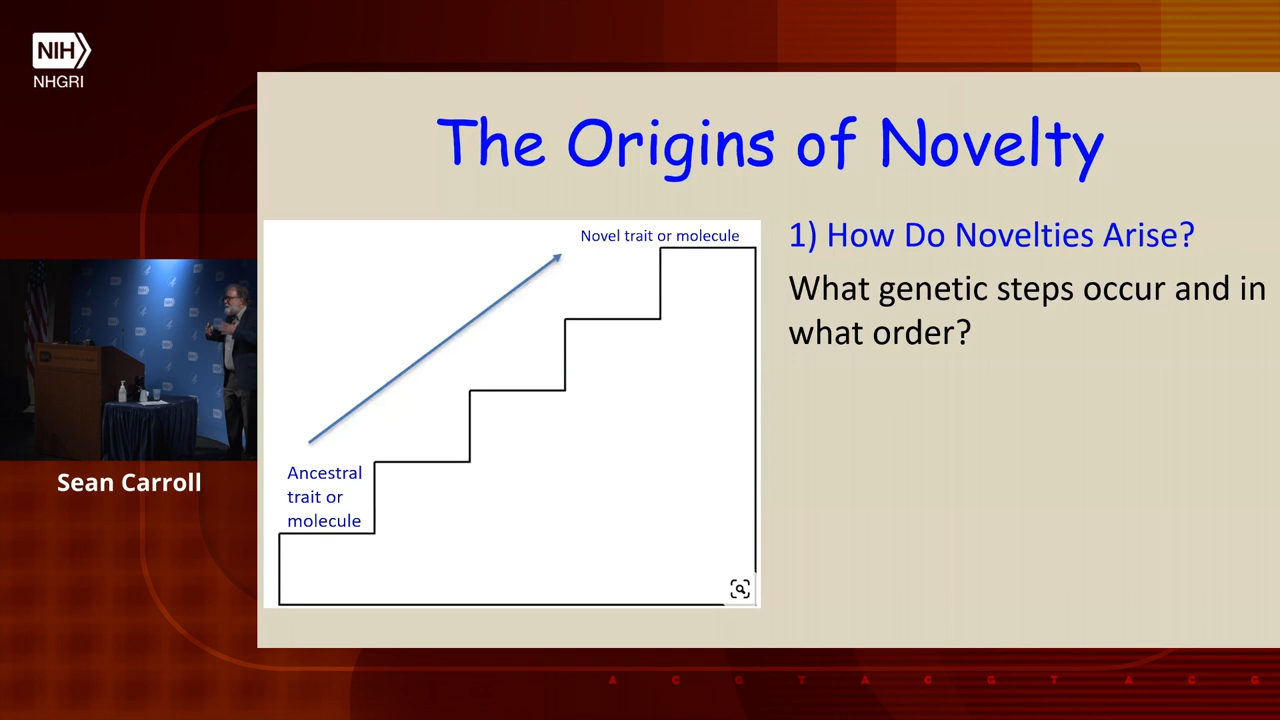 NIH
NHGRI
The Origins of Novelty
Novel trait or molecule
Ancestral
trait or
molecule
1) How Do Novelties Arise?
What genetic steps occur and in
what order?
Sean Carroll
A C G T A C G T A C G